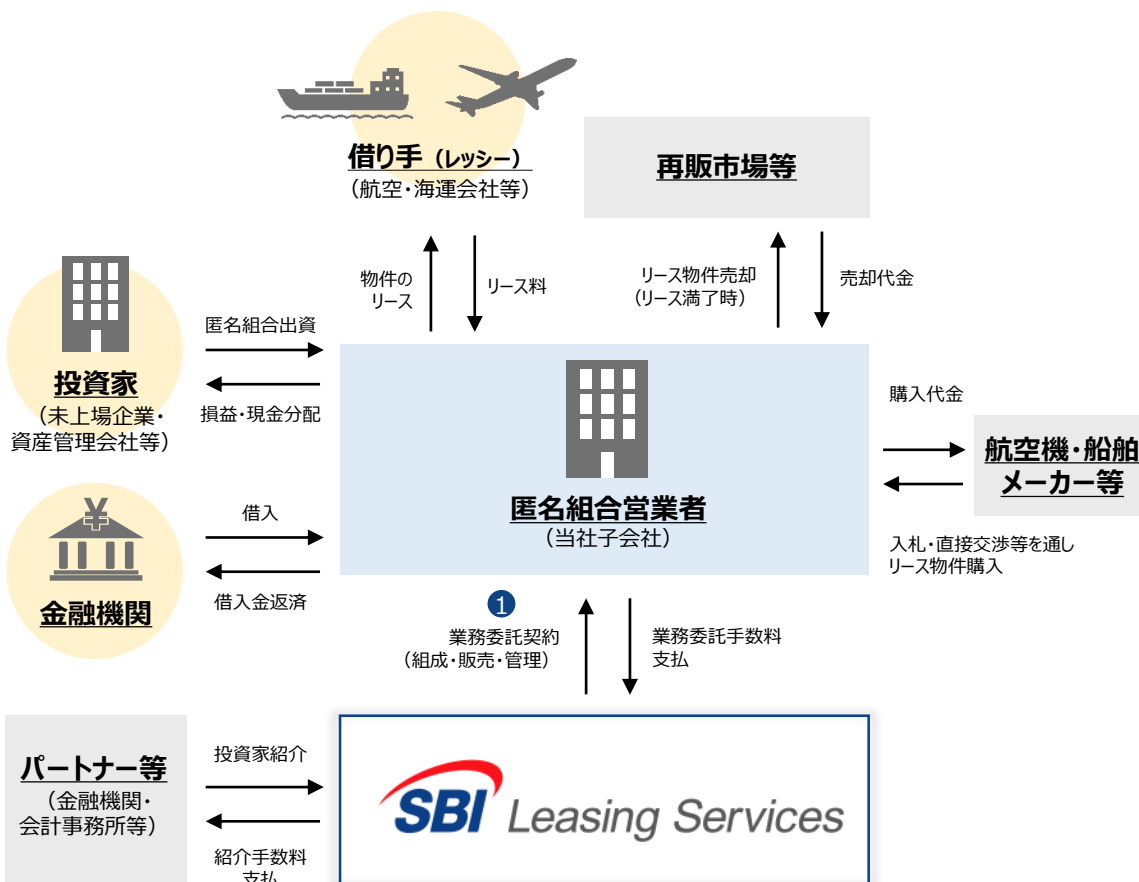 借り手（レッシー）
（航空・海運会社等）
再販市場等
物件の
リース
リース料
リース物件売却
（リース満了時）
売却代金
投資家
（未上場企業・
資産管理会社等）
匿名組合出資
損益・現金分配
匿名組合営業者
（当社子会社）
購入代金
航空機・船舶
メーカー等
入札・直接交渉等を通し
リース物件購入
¥
金融機関
借入
借入金返済
1
業務委託契約
（組成・販売・管理）
業務委託手数料
支払
パートナー等
（金融機関・
会計事務所等）
投資家紹介
紹介手数料
支払
SBI Leasing Services